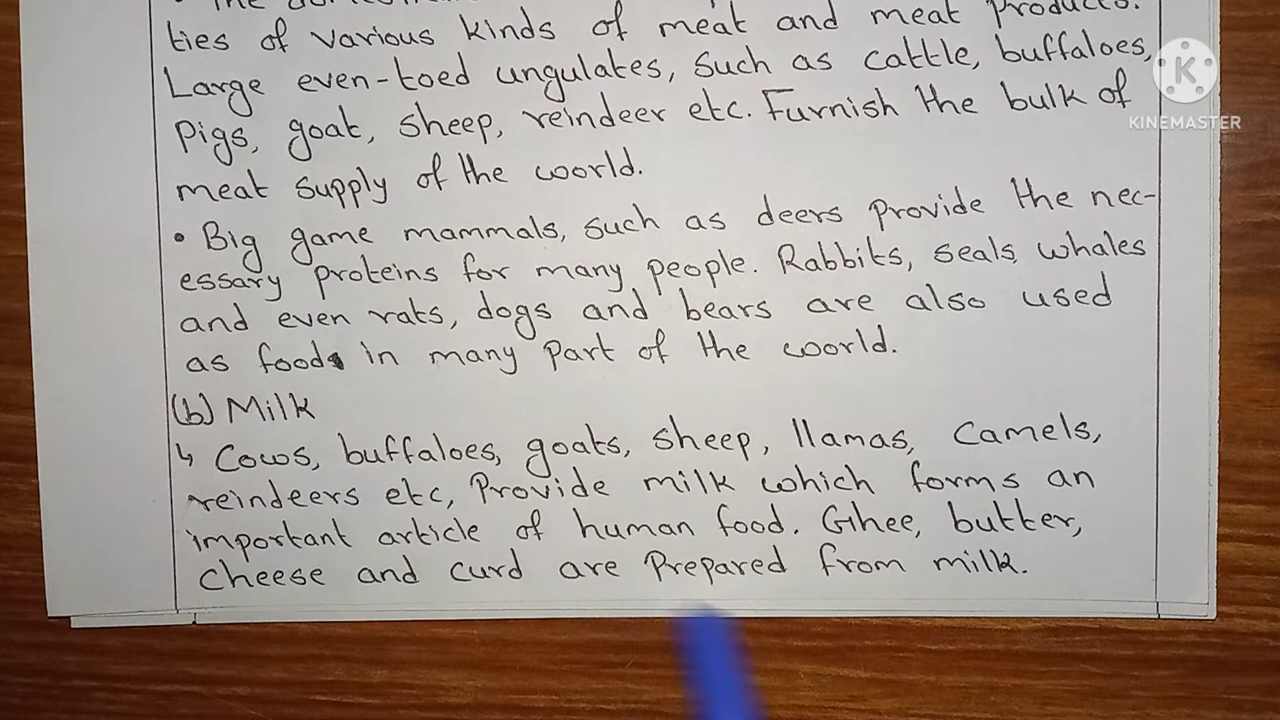 • The
ties of various kinds of meat and meat products.
Large even-toed ungulates, such as cattle, buffaloes,
Pigs, goat, sheep, reindeer etc. Furnish the bulk of
meat supply of the world.
• Big game mammals, such as deers provide the nec-
essary proteins for many people. Rabbits, seals, whales
and even rats, dogs and bears are also used
as food in many part of the world.
(b) Milk
↳ Cows, buffaloes, goats, sheep, llamas, camels,
reindeers etc, Provide milk which forms an
important article of human food. Ghee, butter,
cheese and curd are Prepared from milk.
K
KINEMASTER